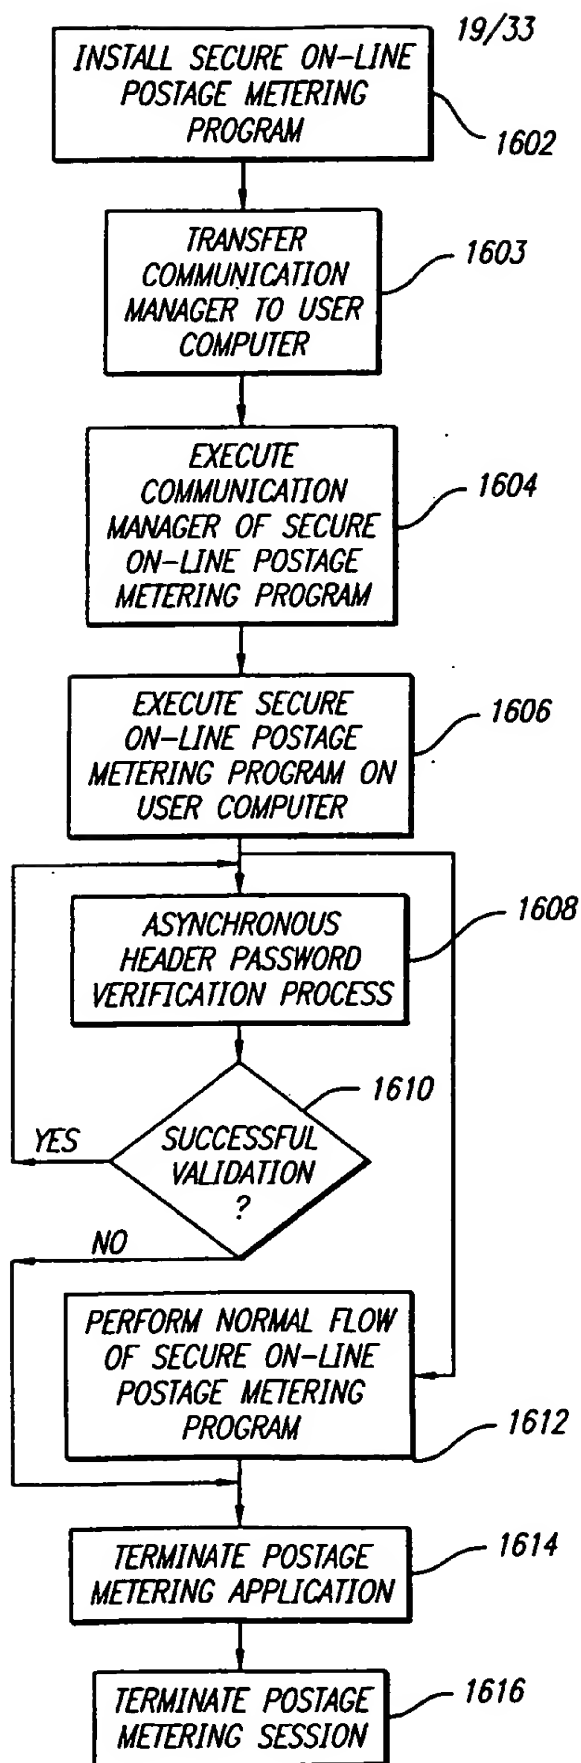 19/33
INSTALL SECURE ON-LINE
POSTAGE METERING
PROGRAM
1602
TRANSFER
COMMUNICATION
MANAGER TO USER
COMPUTER
1603
EXECUTE
COMMUNICATION
MANAGER OF SECURE
ON-LINE POSTAGE
METERING PROGRAM
1604
EXECUTE SECURE
ON-LINE POSTAGE
METERING PROGRAM ON
USER COMPUTER
1606
ASYNCHRONOUS
HEADER PASSWORD
VERIFICATION PROCESS
1608
1610
YES
SUCCESSFUL
VALIDATION
?
NO
PERFORM NORMAL FLOW
OF SECURE ON-LINE
POSTAGE METERING
PROGRAM
1612
TERMINATE POSTAGE
METERING APPLICATION
1614
TERMINATE POSTAGE
METERING SESSION
1616